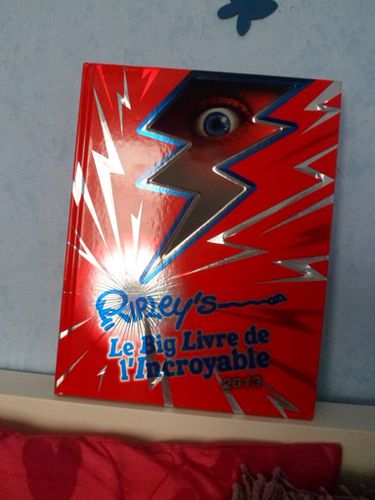 RIPLEY's
Le Big Livre de
l'Incroyable
2013